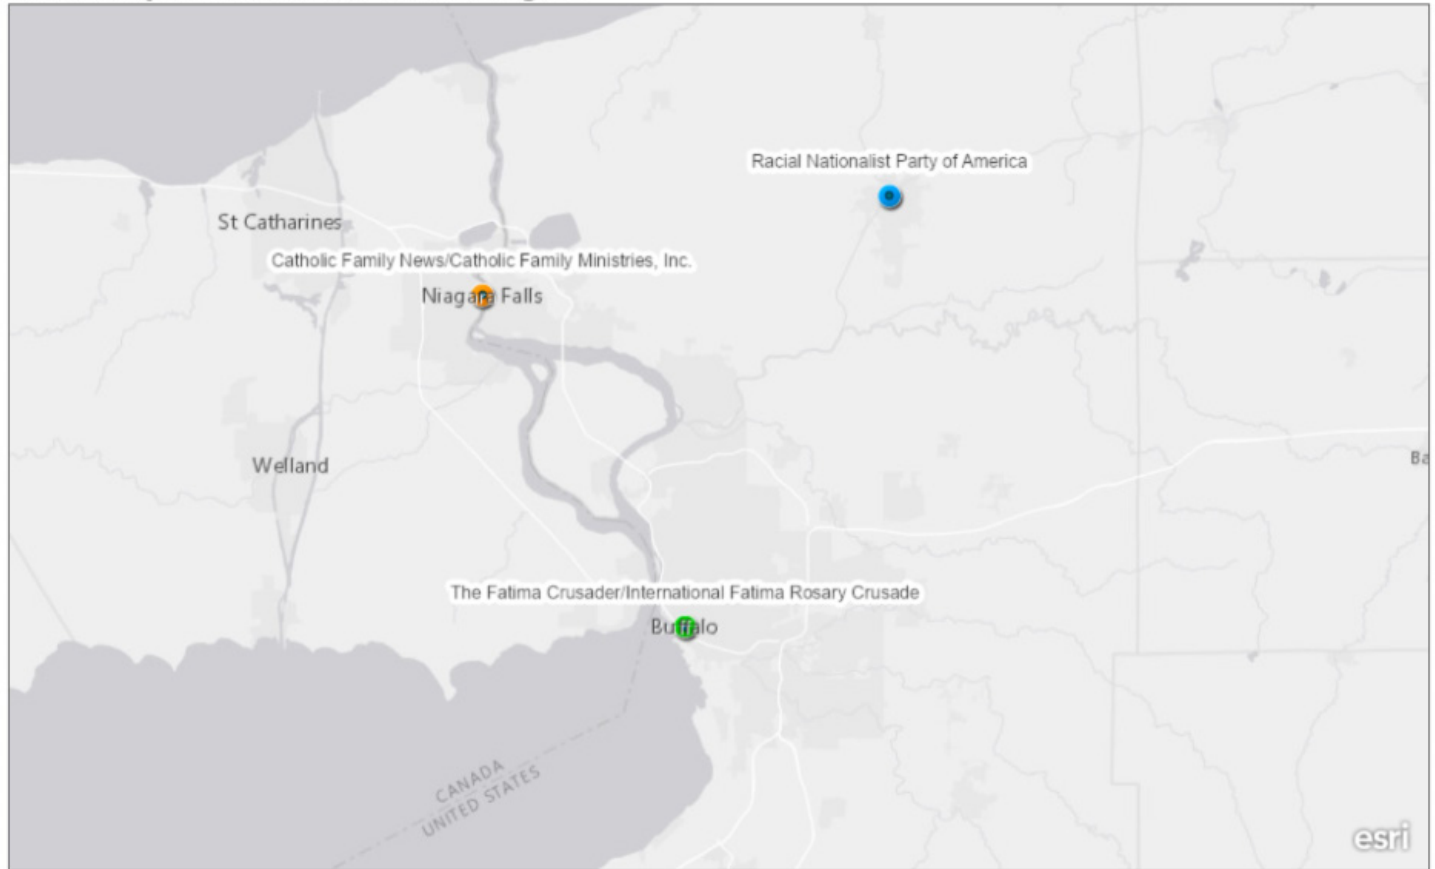 Racial Nationalist Party of America
St Catharines
Catholic Family News/Catholic Family Ministries, Inc.
Niagara Falls
Welland
Ba
The Fatima Crusader/International Fatima Rosary Crusade
Buffalo
CANADA
UNITED STATES
esri